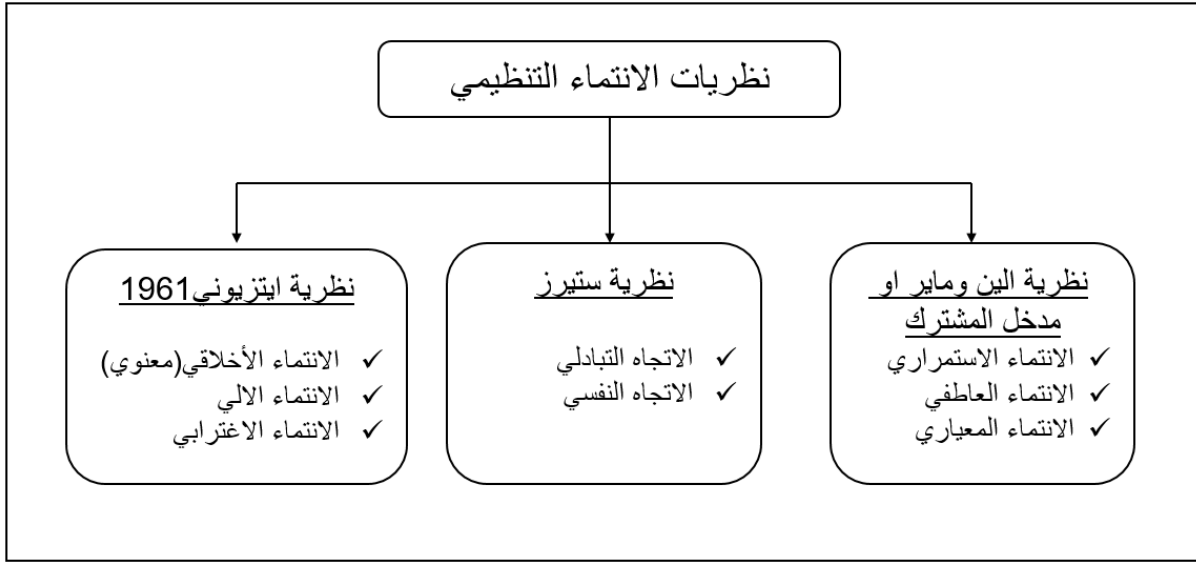 نظريات الانتماء التنظيمي
نظرية الين وماير او
مدخل المشترك
✓ الانتماء الاستمراري
✓ الانتماء العاطفي
✓ الانتماء المعياري
نظرية ستيرز
✓ الاتجاه التبادلي
✓ الاتجاه النفسي
نظرية ايتزيوني1961
✓ الانتماء الأخلاقي(معنوي)
✓ الانتماء الالي
✓ الانتماء الاغترابي